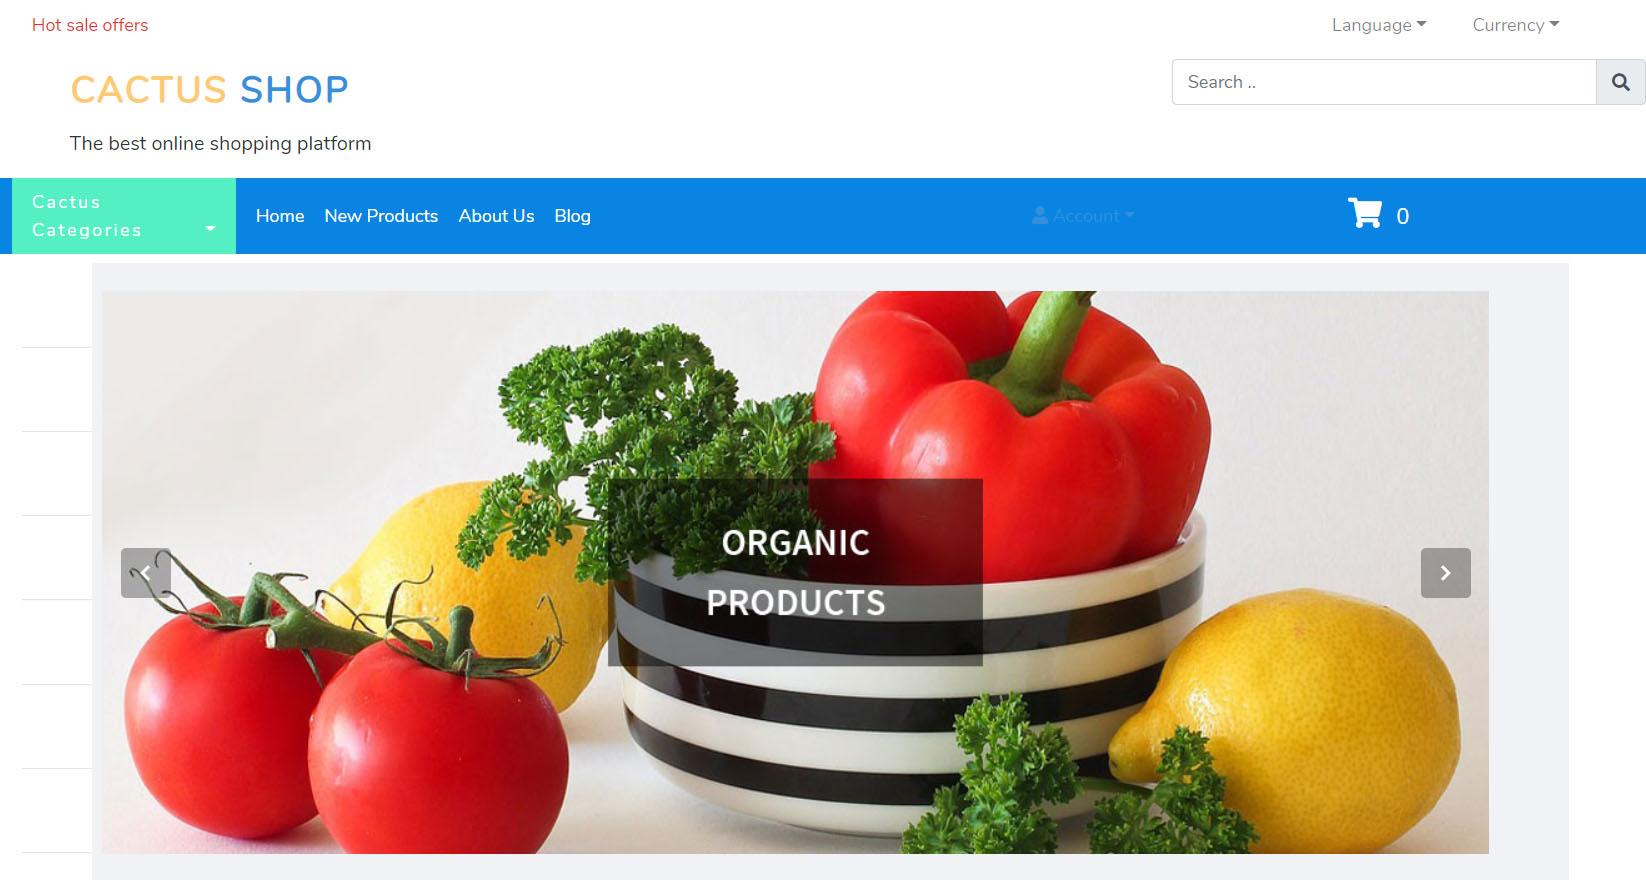 Hot sale offers
Language
Currency
CACTUS SHOP
Search ..
The best online shopping platform
Cactus
Categories
Home
New Products
About Us
Blog
Account
0
ORGANIC
PRODUCTS